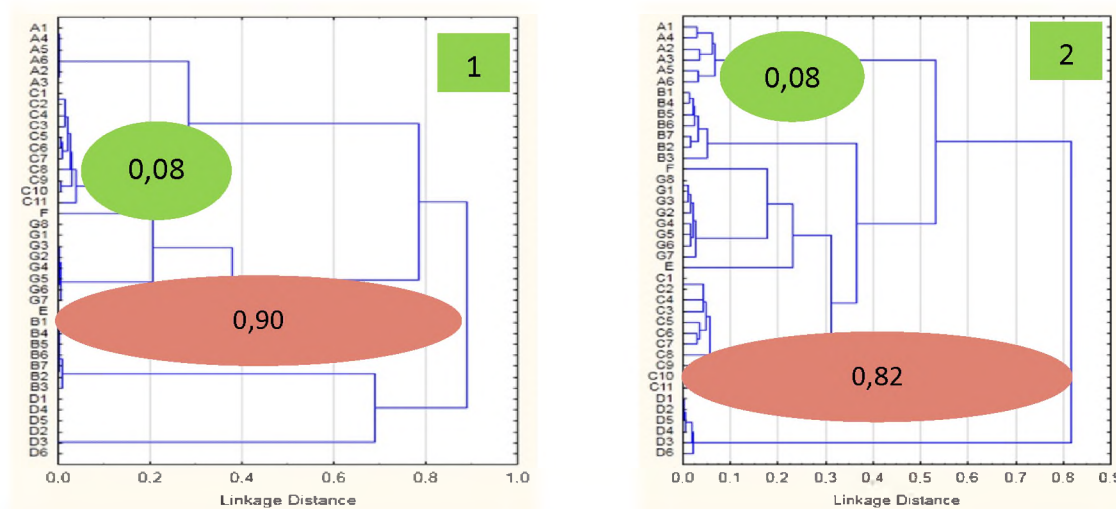 1
A1
A4
A5
A6
A2
A3
C1
C2
C4
C3
C5
C6
C7
C8
C9
C10
C11
F
G8
G1
G3
G2
G4
G5
G6
G7
E
B1
B4
B5
B6
B7
B2
B3
D1
D4
D5
D2
D3
D6
0,08
0,90
0.0 0.2 0.4 0.6 0.8 1.0
Linkage Distance
2
A1
A4
A2
A3
A5
A6
B1
B4
B5
B6
B7
B2
B3
F
G8
G1
G3
G2
G4
G5
G6
G7
E
C1
C2
C4
C3
C5
C6
C7
C8
C9
C10
C11
D1
D2
D5
D4
D3
D6
0,08
0,82
0.0 0.1 0.2 0.3 0.4 0.5 0.6 0.7 0.8
Linkage Distance